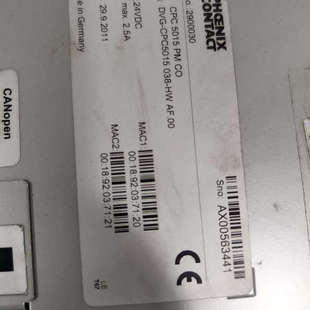 PHOENIX
CONTACT
No. 2900030
CPC 5015 PM CO
DVG-CPC5015 038-HW AF 00
24VDC
max. 2.5A
Made in Germany
29.9.2011
MAC1:
00.18.92.03.71.20
MAC2:
00.18.92.03.71.21
Sno.
AX00563441
CE
CANopen